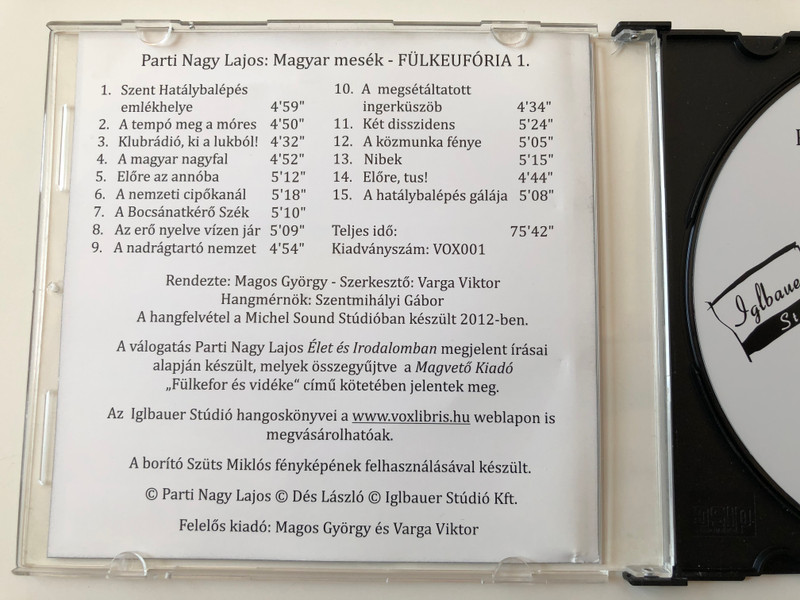 Parti Nagy Lajos: Magyar mesék - FÜLKEUFÓRIA 1.
1. Szent Hatálybalépés
emlékhelye 4'59"
2. A tempó meg a móres 4'50"
3. Klubrádió, ki a lukból! 4'32"
4. A magyar nagyfal 4'52"
5. Előre az annóba 5'12"
6. A nemzeti cipőkanál 5'18"
7. A Bocsánatkérő Szék 5'10"
8. Az erő nyelve vízen jár 5'09"
9. A nadrágtartó nemzet 4'54"
10. A megsétáltatott
ingerküszöb 4'34"
11. Két disszidens 5'24"
12. A közmunka fénye 5'05"
13. Nibek 5'15"
14. Előre, tus! 4'44"
15. A hatálybalépés gálája 5'08"
Teljes idő: 75'42"
Kiadványszám: VOX001
Rendezte: Magos György - Szerkesztő: Varga Viktor
Hangmérnök: Szentmihályi Gábor
A hangfelvétel a Michel Sound Stúdióban készült 2012-ben.
A válogatás Parti Nagy Lajos Élet és Irodalomban megjelent írásai
alapján készült, melyek összegyűjtve a Magvető Kiadó
„Fülkefor és vidéke“ című kötetében jelentek meg.
Az Iglbauer Stúdió hangoskönyvei a www.voxlibris.hu weblapon is
megvásárolhatóak.
A borító Szüts Miklós fényképének felhasználásával készült.
© Parti Nagy Lajos © Dés László © Iglbauer Stúdió Kft.
Felelős kiadó: Magos György és Varga Viktor
Iglbaue
St